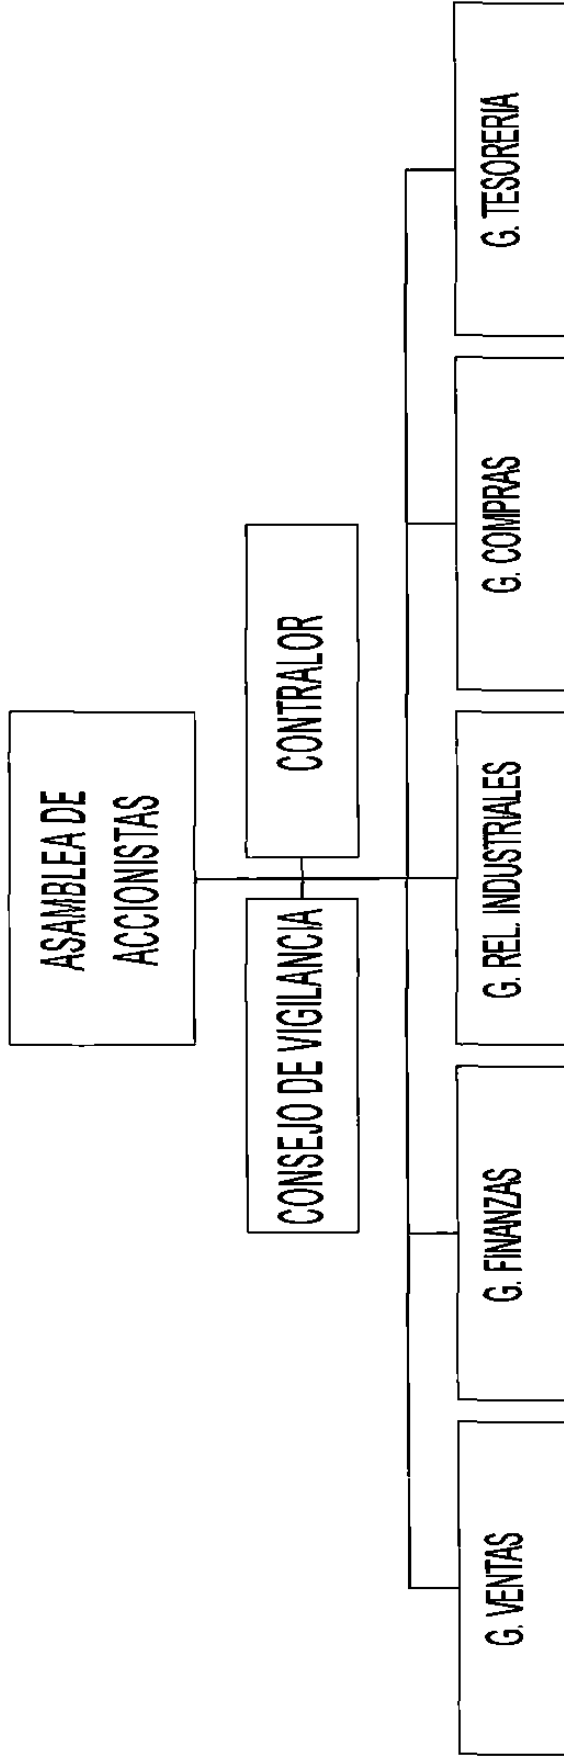 ASAMBLEA DE
ACCIONISTAS
CONSEJO DE VIGILANCIA
CONTRALOR
G. VENTAS
G. FINANZAS
G. REL. INDUSTRIALES
G. COMPRAS
G. TESORERIA